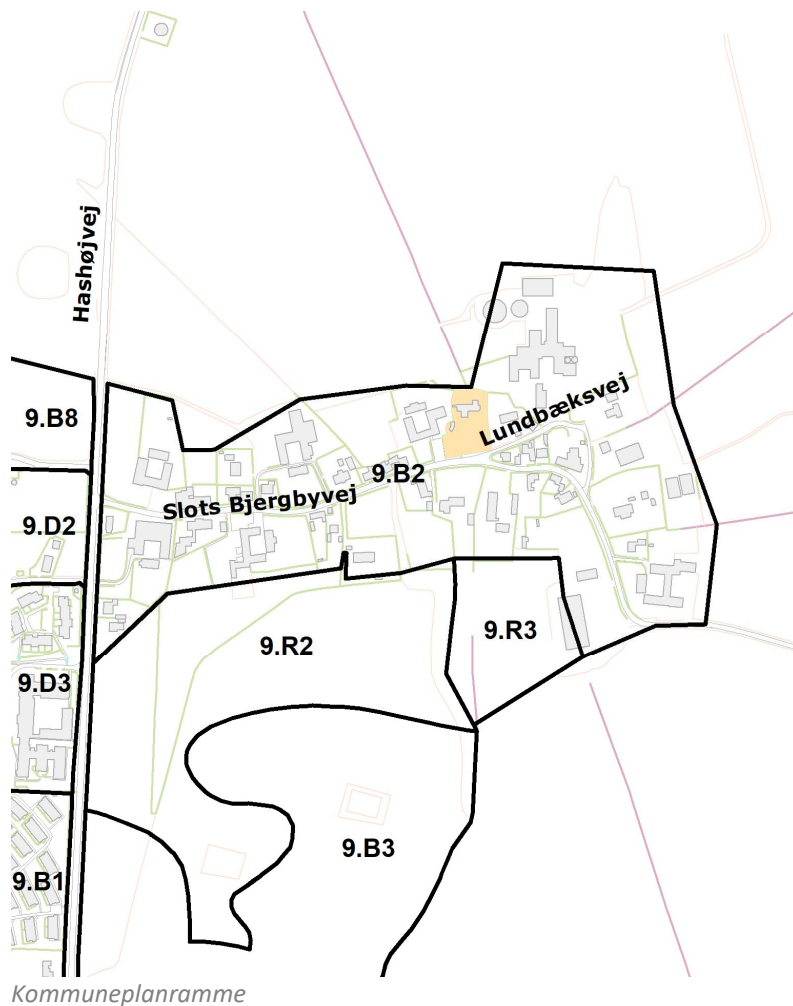 Hashøjvej
9.B8
Lundbæksvej
9.B2
Slots Bjergbyvej
9.D2
9.R3
9.R2
9.D3
9.B3
9.B1
Kommuneplanramme